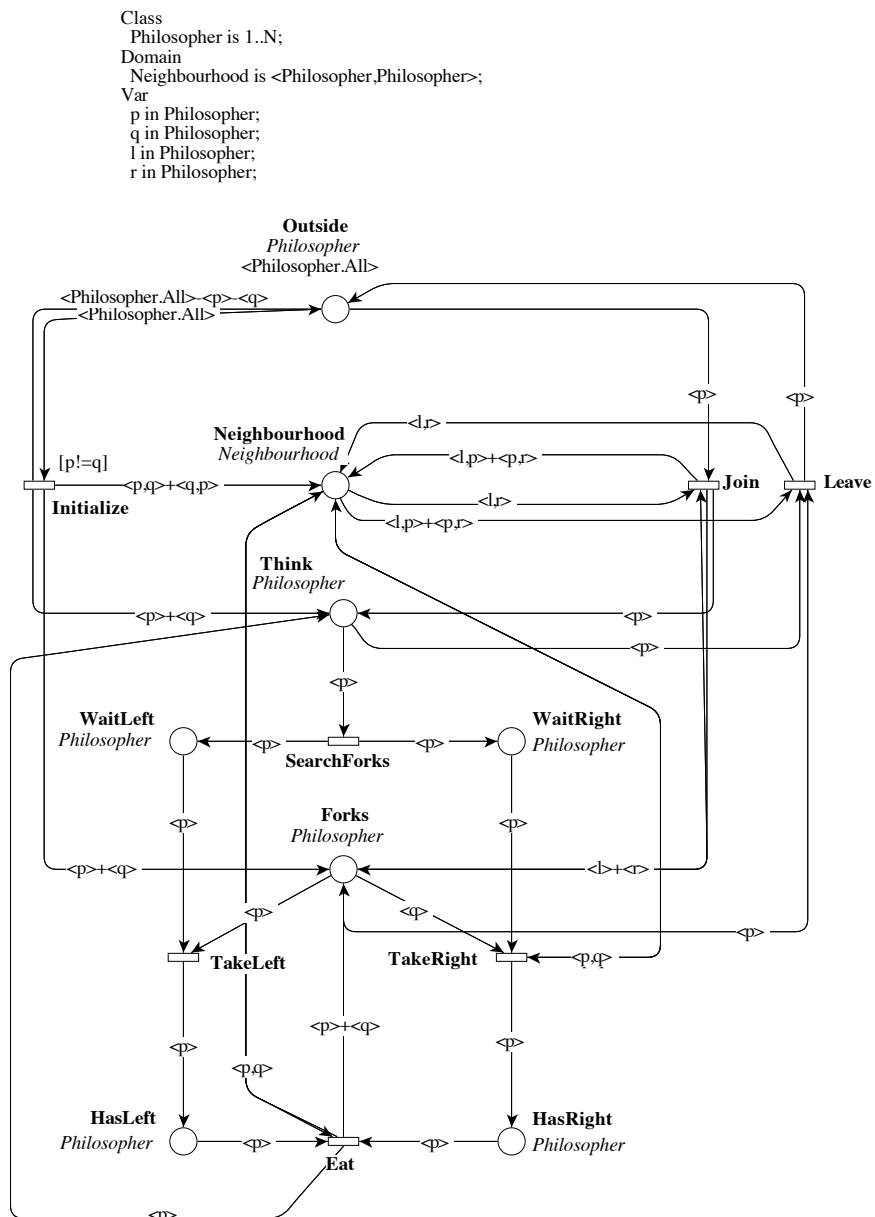 Class
Philosopher is 1..N;
Domain
Neighbourhood is <Philosopher,Philosopher>;
Var
p in Philosopher;
q in Philosopher;
l in Philosopher;
r in Philosopher;
Outside
Philosopher
<Philosopher.All>
<Philosopher.All>-<p>-<q>
<Philosopher.All>
<p>
<p>
<l,r>
Neighbourhood
Neighbourhood
<l,p>+<p,r>
[p!=q]
<p,q>+<q,p>
Join
Leave
Initialize
<l,r>
<l,p>+<p,r>
Think
Philosopher
<p>+<q>
<p>
<p>
<p>
WaitLeft
Philosopher
WaitRight
Philosopher
<p>
<p>
SearchForks
<p>
<p>
Forks
Philosopher
<p>+<q>
<l>+<r>
<p>
<q>
<p>
TakeLeft
TakeRight
<p,q>
<p>+<q>
<p>
<p>
<p,q>
HasLeft
Philosopher
HasRight
Philosopher
<p>
<p>
Eat
<p>